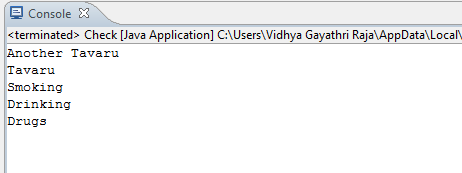 Console
<terminated> Check [Java Application] C:\Users\Vidhya Gayathri Raja\AppData\Local\
Another Tavaru
Tavaru
Smoking
Drinking
Drugs